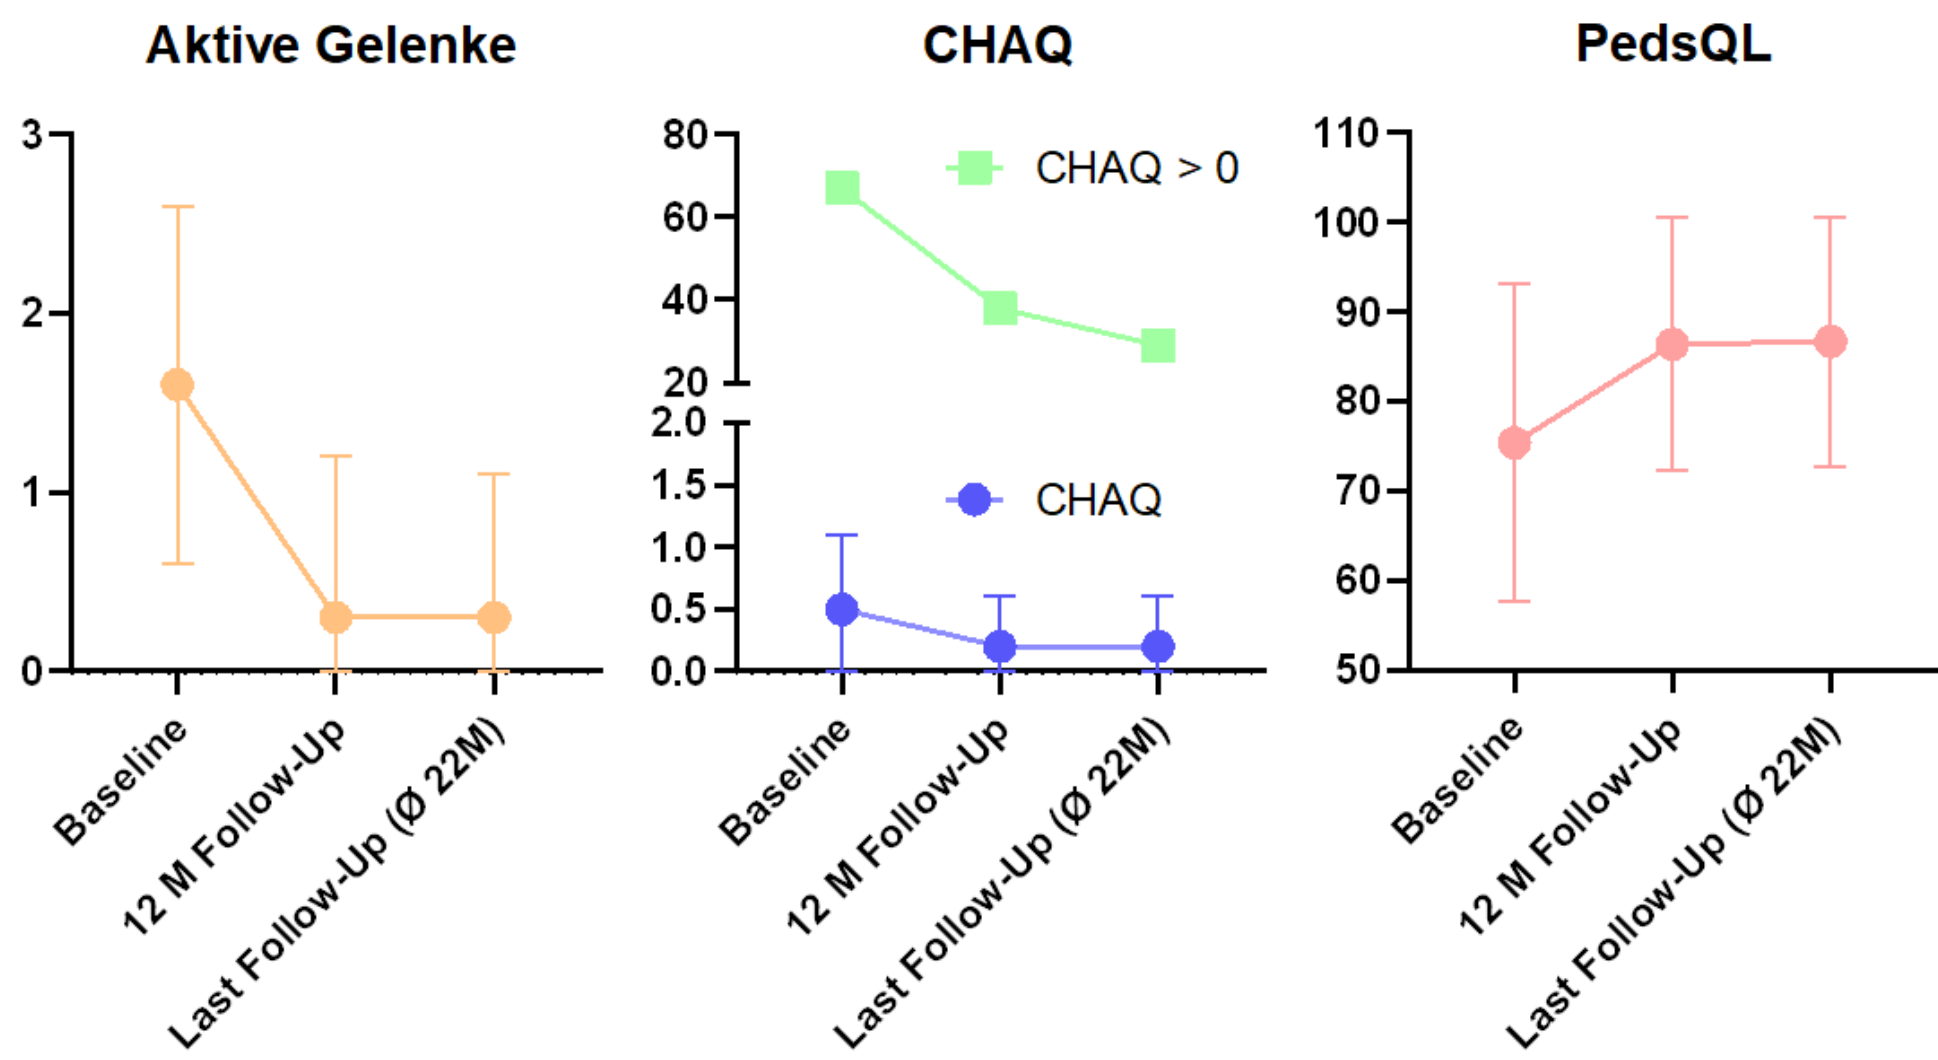 Aktive Gelenke
3
2
1
0
Baseline
12 M Follow-Up
Last Follow-Up (Ø 22M)
CHAQ
80
60
40
20
2.0
1.5
1.0
0.5
0.0
CHAQ > 0
CHAQ
Baseline
12 M Follow-Up
Last Follow-Up (Ø 22M)
PedsQL
110
100
90
80
70
60
50
Baseline
12 M Follow-Up
Last Follow-Up (Ø 22M)